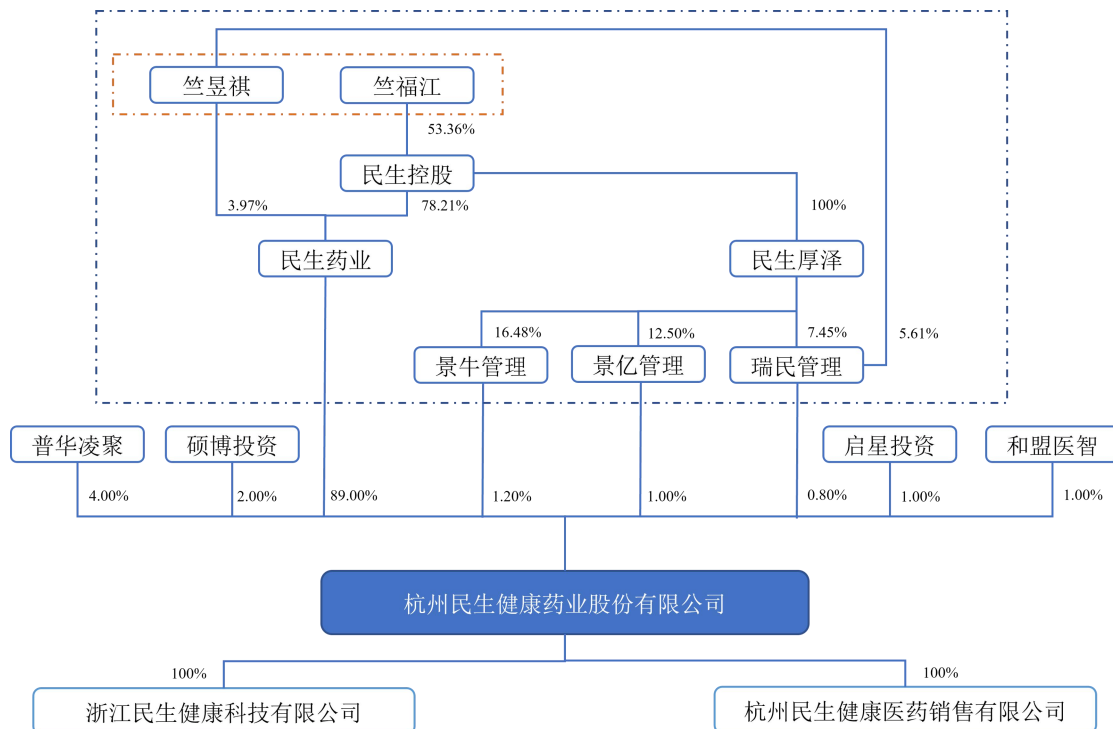 竺昱祺
竺福江
53.36%
民生控股
3.97%
78.21%
100%
民生药业
民生厚泽
16.48%
12.50%
7.45%
5.61%
景牛管理
景亿管理
瑞民管理
普华凌聚
硕博投资
启星投资
和盟医智
4.00%
2.00%
89.00%
1.20%
1.00%
0.80%
1.00%
1.00%
杭州民生健康药业股份有限公司
100%
100%
浙江民生健康科技有限公司
杭州民生健康医药销售有限公司